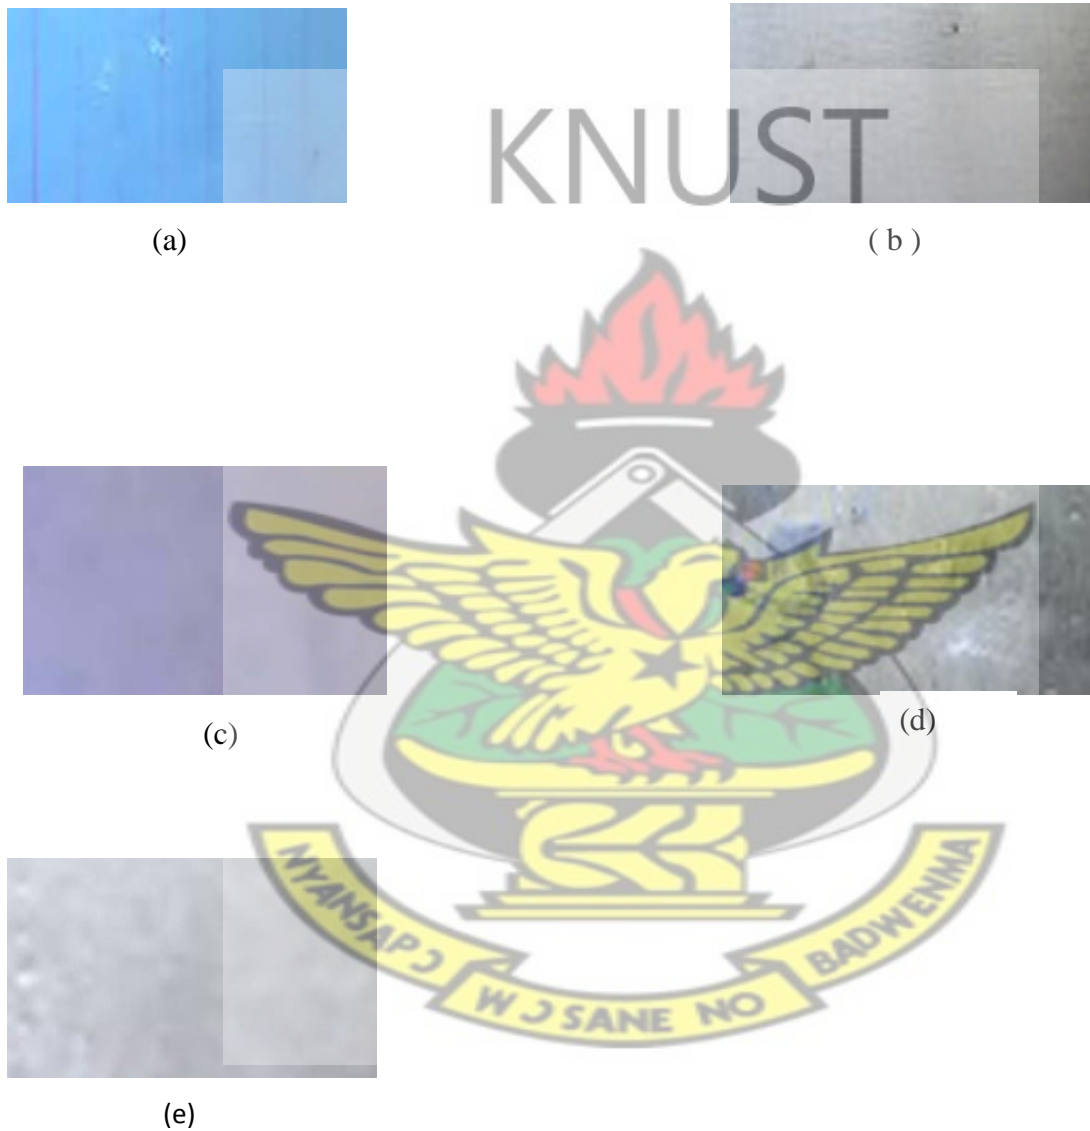 KNUST
(a)
( b )
(c)
(d)
NYANSAPƆ
WƆSANE NO
BADWENMA
(e)